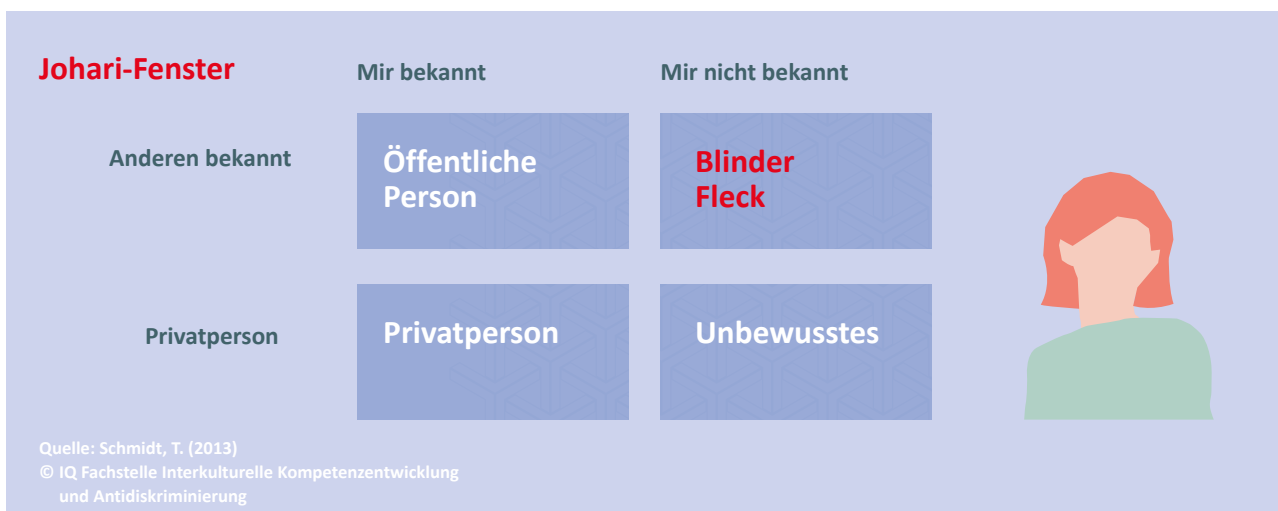 Johari-Fenster
Mir bekannt
Mir nicht bekannt
Anderen bekannt
Öffentliche
Person
Blinder
Fleck
Privatperson
Privatperson
Unbewusstes
Quelle: Schmidt, T. (2013)
© IQ Fachstelle Interkulturelle Kompetenzentwicklung
und Antidiskriminierung